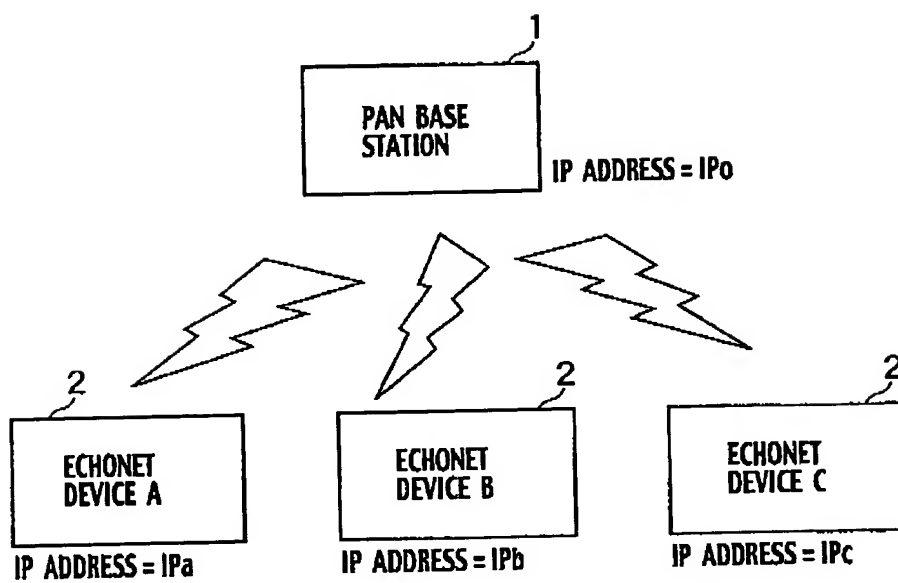 1
PAN BASE
STATION
IP ADDRESS = IPo
2
2
2
ECHONET
DEVICE A
ECHONET
DEVICE B
ECHONET
DEVICE C
IP ADDRESS = IPa
IP ADDRESS = IPb
IP ADDRESS = IPc